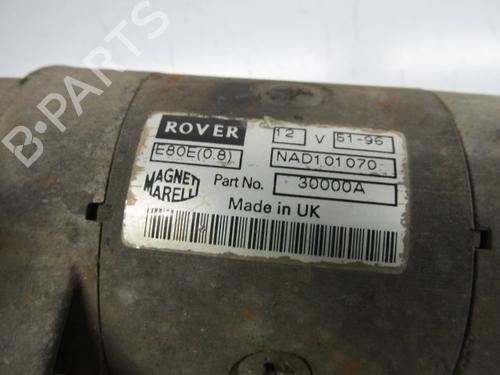 B-PARTS
ROVER 12 V 51-96
E80E(0.8) NAD101070
MAGNETI MARELLI Part No. 30000A
Made in UK